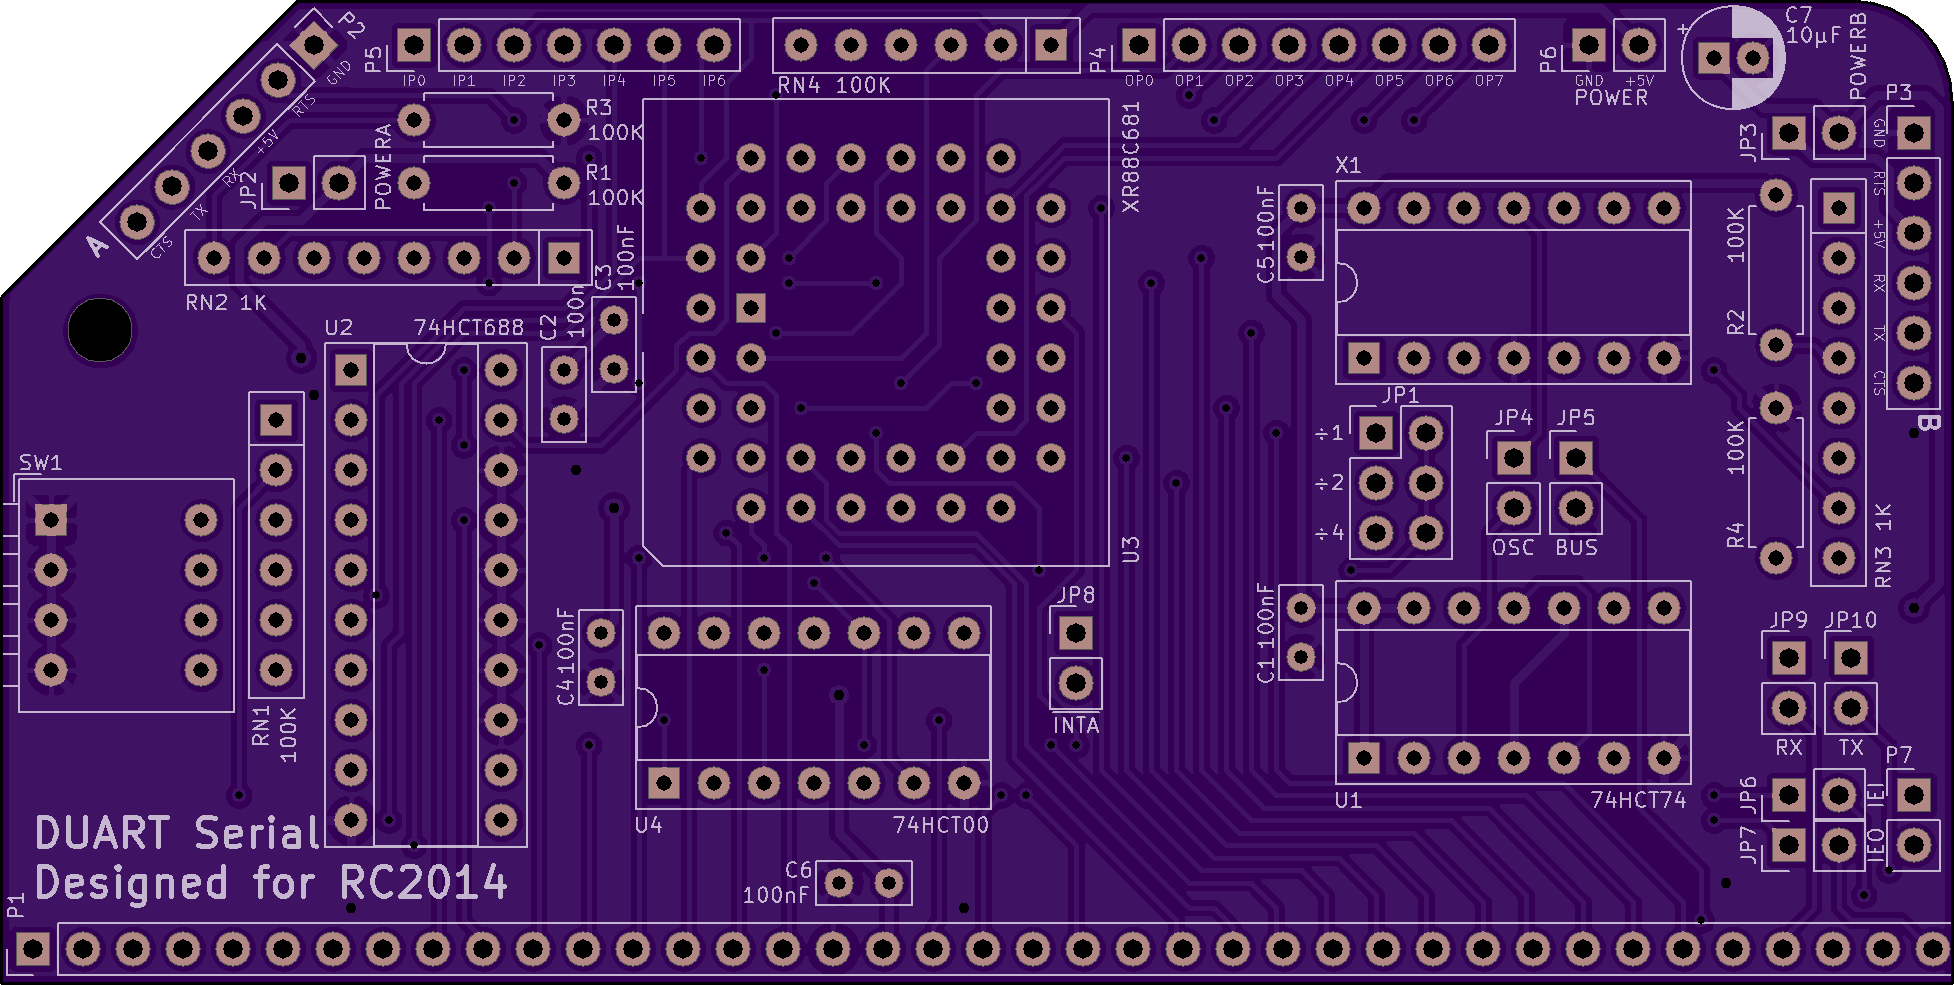 P2
GND
RTS
+5V
RX
TX
CTS
A
P5
IP0 IP1 IP2 IP3 IP4 IP5 IP6
RN4 100K
P4
OP0 OP1 OP2 OP3 OP4 OP5 OP6 OP7
P6
GND +5V
POWER
+
C7
10µF
POWERB
JP3
P3
GND
RTS
+5V
RX
TX
CTS
B
R3
100K
R1
100K
POWERA
JP2
RN2 1K
C3
100nF
C2
100n
XR88C681
U3
C5 100nF
X1
R2
100K
R4
100K
RN3 1K
U2
74HCT688
SW1
RN1
100K
JP1
÷1
÷2
÷4
JP4
OSC
JP5
BUS
C4 100nF
U4
74HCT00
JP8
INTA
C1 100nF
U1
74HCT74
JP9
RX
JP10
TX
P7
JP6
IEI
JP7
IEO
C6
100nF
DUART Serial
Designed for RC2014
P1